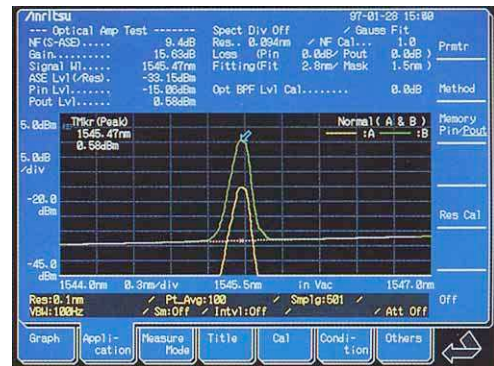 Anritsu 97-01-28 15:00
--- Optical Amp Test ------- Spect Div Off / Gauss Fit
NF(S-ASE)..... 9.4dB Res.. 0.094nm / NF Cal... 1.0
Gain.......... 15.63dB Loss (Pin 0.0dB/ Pout 0.0dB )
Signal Wl..... 1545.47nm Fitting(Fit 2.8nm/ Mask 1.5nm )
ASE Lvl(/Res). -33.15dBm
Pin Lvl....... -15.06dBm Opt BPF Lvl Cal........ 0.0dB
Pout Lvl...... 0.58dBm
Prmtr
Method
Memory
Pin/Pout
Res Cal
Off
5.0dBm
TMkr(Peak)
1545.47nm
0.58dBm
Normal( A & B )
:A :B
5.0dB
/div
-20.0
dBm
-45.0
dBm
1544.0nm 0.3nm/div 1545.5nm in Vac 1547.0nm
Res:0.1nm / Pt_Avg:100 / Smplg:501 /
VBW:100Hz / Sm:Off / Intvl:Off / / Att Off
Graph
Appli-
cation
Measure
Mode
Title
Cal
Condi-
tion
Others